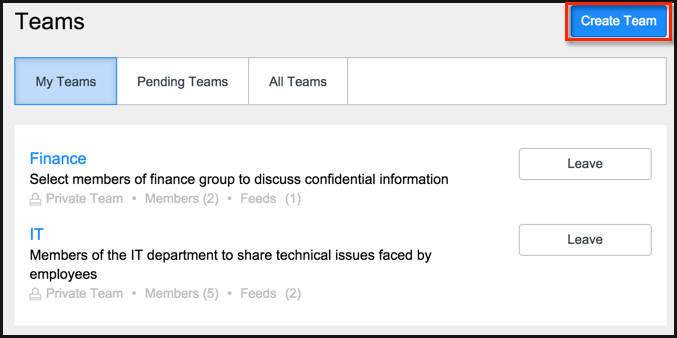 Teams
Create Team
My Teams
Pending Teams
All Teams
Finance
Leave
Select members of finance group to discuss confidential information
Private Team • Members (2) • Feeds (1)
IT
Leave
Members of the IT department to share technical issues faced by
employees
Private Team • Members (5) • Feeds (2)